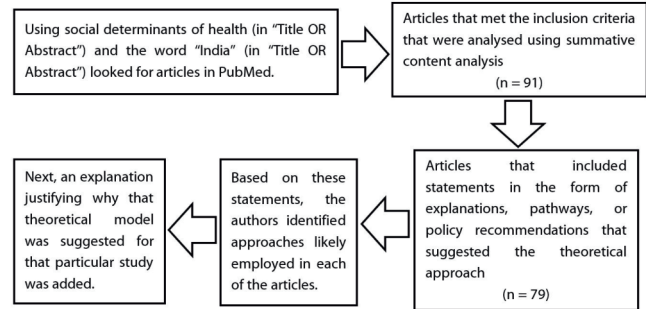 Using social determinants of health (in “Title OR
Abstract”) and the word “India” (in “Title OR
Abstract”) looked for articles in PubMed.
Articles that met the inclusion criteria
that were analysed using summative
content analysis
(n = 91)
Articles that included
statements in the form of
explanations, pathways, or
policy recommendations that
suggested the theoretical
approach
(n = 79)
Based on these
statements, the
authors identified
approaches likely
employed in each
of the articles.
Next, an explanation
justifying why that
theoretical model
was suggested for
that particular study
was added.